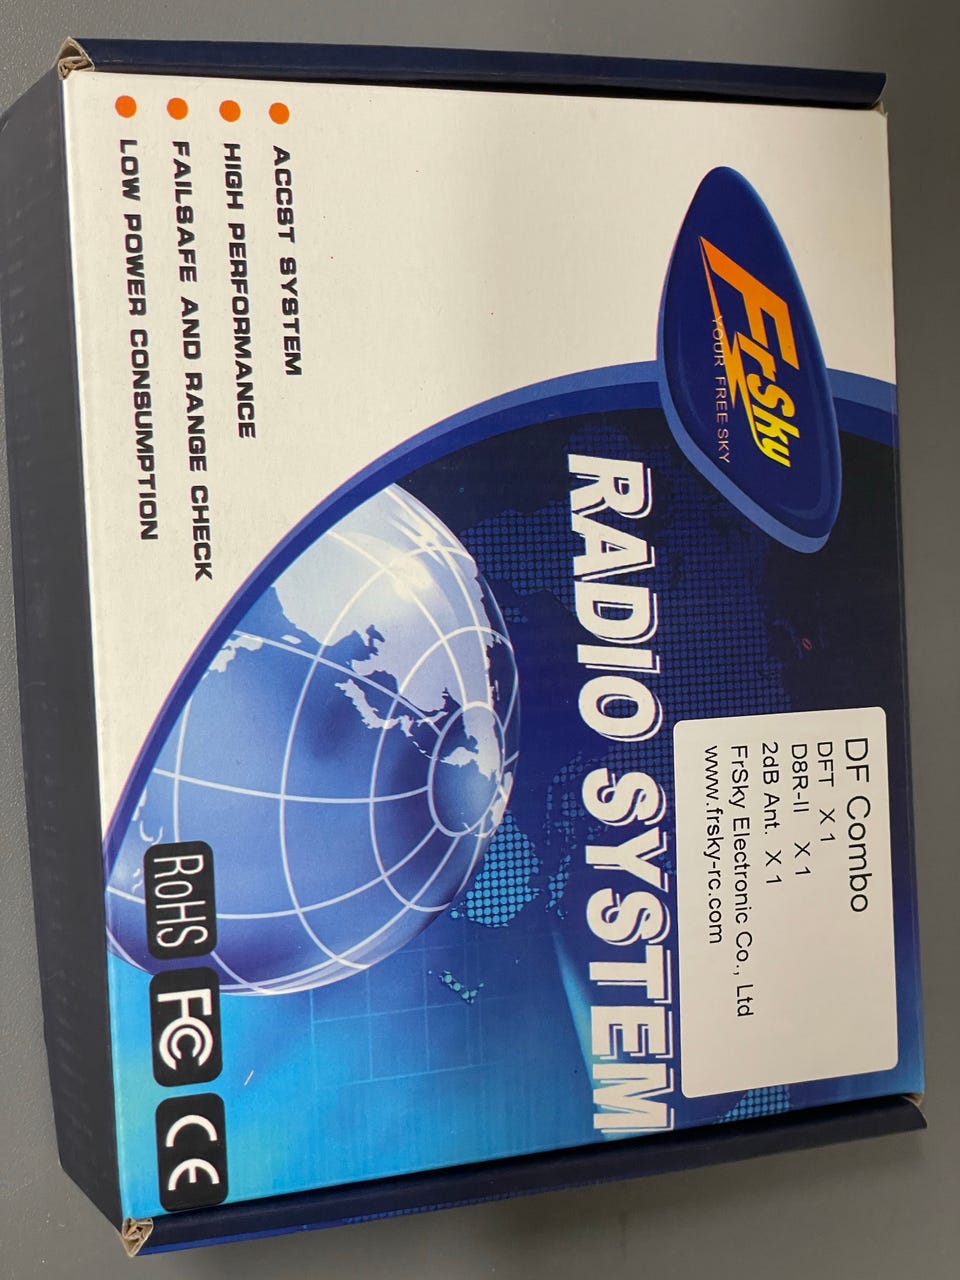 FrSky
YOUR FREE SKY
RADIO SYSTEM
DF Combo
DFT X 1
D8R-II X 1
2dB Ant. X 1
FrSky Electronic Co., Ltd
www.frsky-rc.com
ACCST SYSTEM
HIGH PERFORMANCE
FAILSAFE AND RANGE CHECK
LOW POWER CONSUMPTION
RoHS
FC
CE